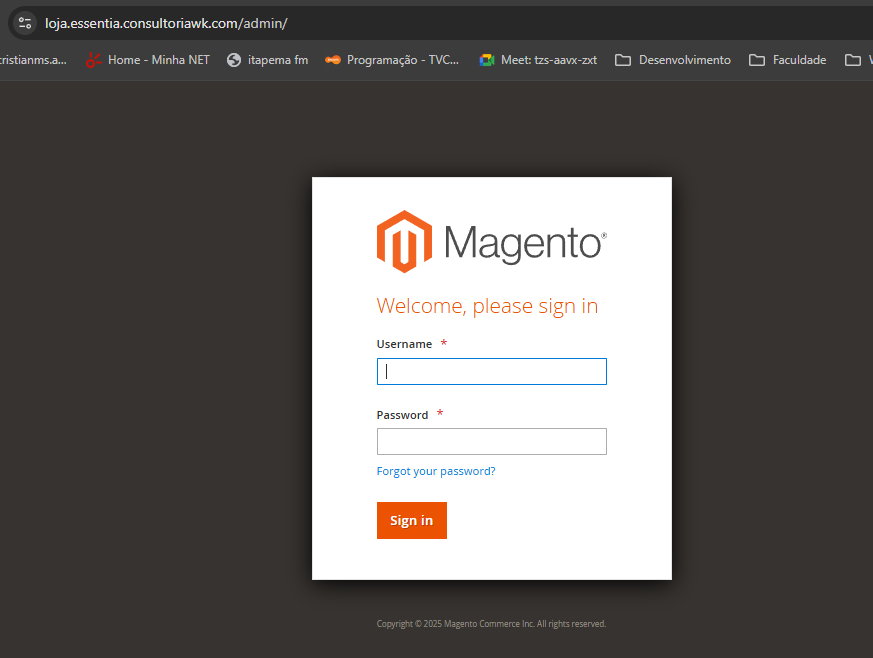 loja.essentia.consultoriawk.com/admin/
cristianms.a... Home - Minha NET itapema fm Programação - TVC... Meet: tzs-aavx-zxt Desenvolvimento Faculdade
Magento®
Welcome, please sign in
Username *
Password *
Forgot your password?
Sign in
Copyright © 2025 Magento Commerce Inc. All rights reserved.